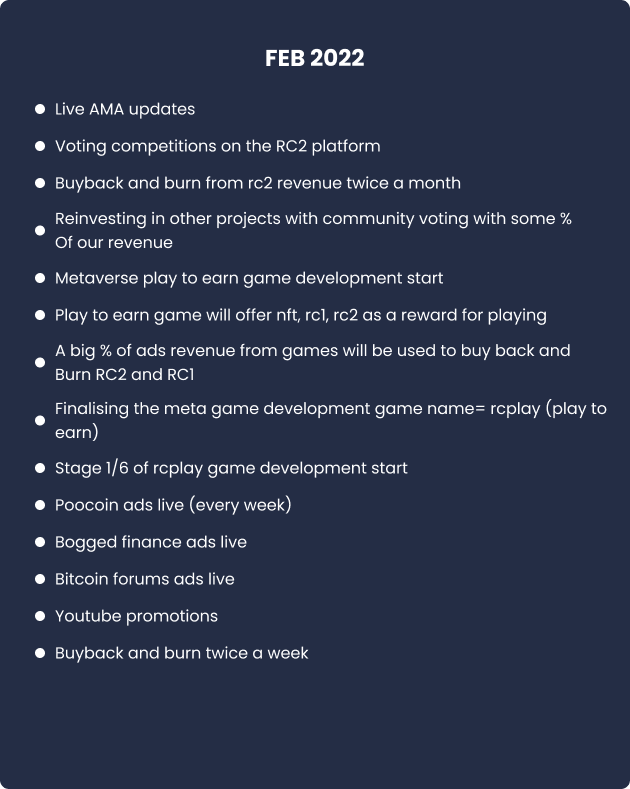 FEB 2022
Live AMA updates
Voting competitions on the RC2 platform
Buyback and burn from rc2 revenue twice a month
Reinvesting in other projects with community voting with some %
Of our revenue
Metaverse play to earn game development start
Play to earn game will offer nft, rc1, rc2 as a reward for playing
A big % of ads revenue from games will be used to buy back and
Burn RC2 and RC1
Finalising the meta game development game name= rcplay (play to
earn)
Stage 1/6 of rcplay game development start
Poocoin ads live (every week)
Bogged finance ads live
Bitcoin forums ads live
Youtube promotions
Buyback and burn twice a week